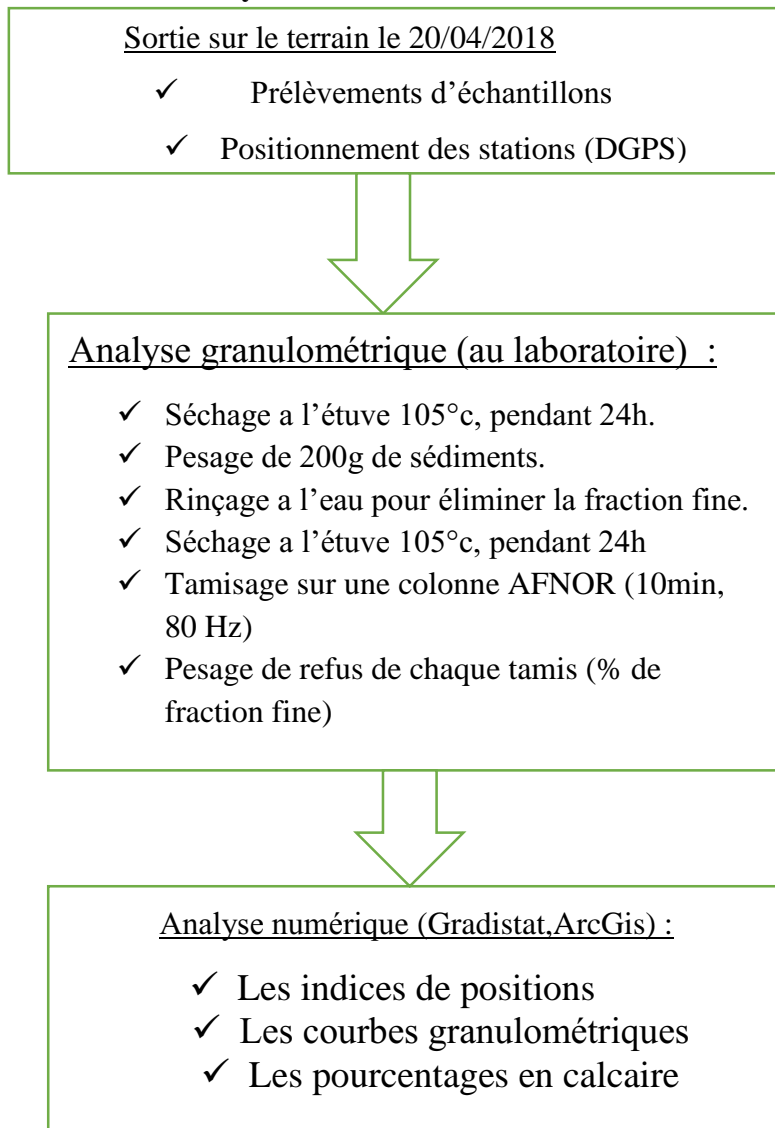 Sortie sur le terrain le 20/04/2018
✓ Prélèvements d’échantillons
✓ Positionnement des stations (DGPS)
Analyse granulométrique (au laboratoire) :
✓ Séchage a l’étuve 105°c, pendant 24h.
✓ Pesage de 200g de sédiments.
✓ Rinçage a l’eau pour éliminer la fraction fine.
✓ Séchage a l’étuve 105°c, pendant 24h
✓ Tamisage sur une colonne AFNOR (10min,
80 Hz)
✓ Pesage de refus de chaque tamis (% de
fraction fine)
Analyse numérique (Gradistat,ArcGis) :
✓ Les indices de positions
✓ Les courbes granulométriques
✓ Les pourcentages en calcaire